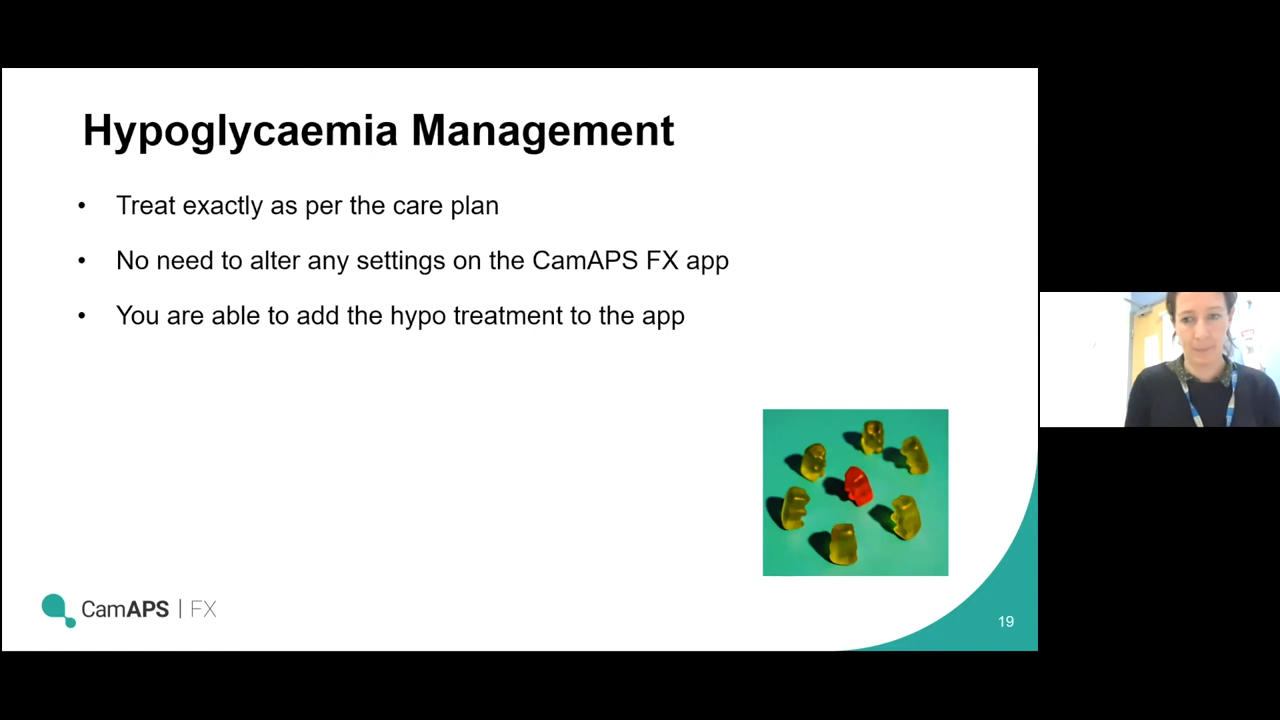 Hypoglycaemia Management
• Treat exactly as per the care plan
• No need to alter any settings on the CamAPS FX app
• You are able to add the hypo treatment to the app
CamAPS | FX
19